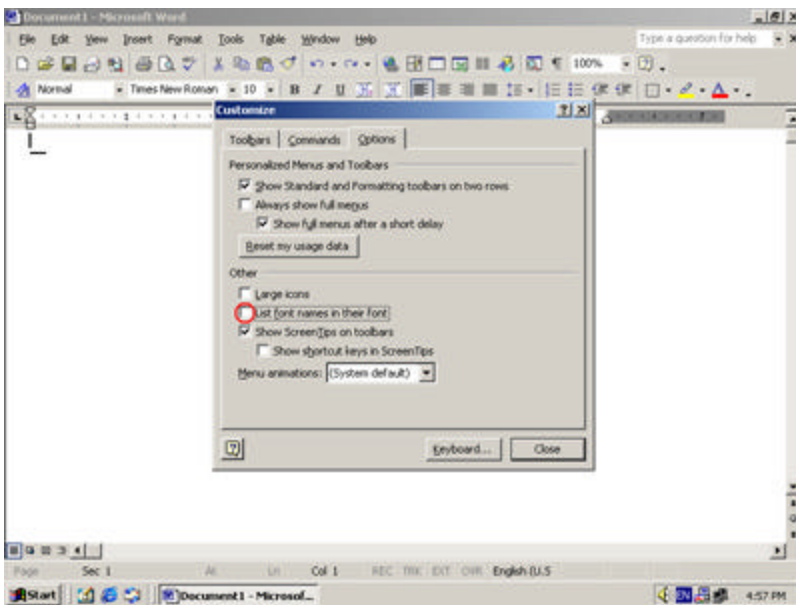 Document1 - Microsoft Word
File Edit View Insert Format Tools Table Window Help Type a question for help
100%
Normal Times New Roman 10 B I U
Customize
Toolbars Commands Options
Personalized Menus and Toolbars
Show Standard and Formatting toolbars on two rows
Always show full menus
Show full menus after a short delay
Reset my usage data
Other
Large icons
List font names in their font
Show ScreenTips on toolbars
Show shortcut keys in ScreenTips
Menu animations: (System default)
Keyboard... Close
Page Sec 1 At Ln Col 1 REC TRK EXT OVR English (U.S
Start Document1 - Microsof... EN 4:57 PM